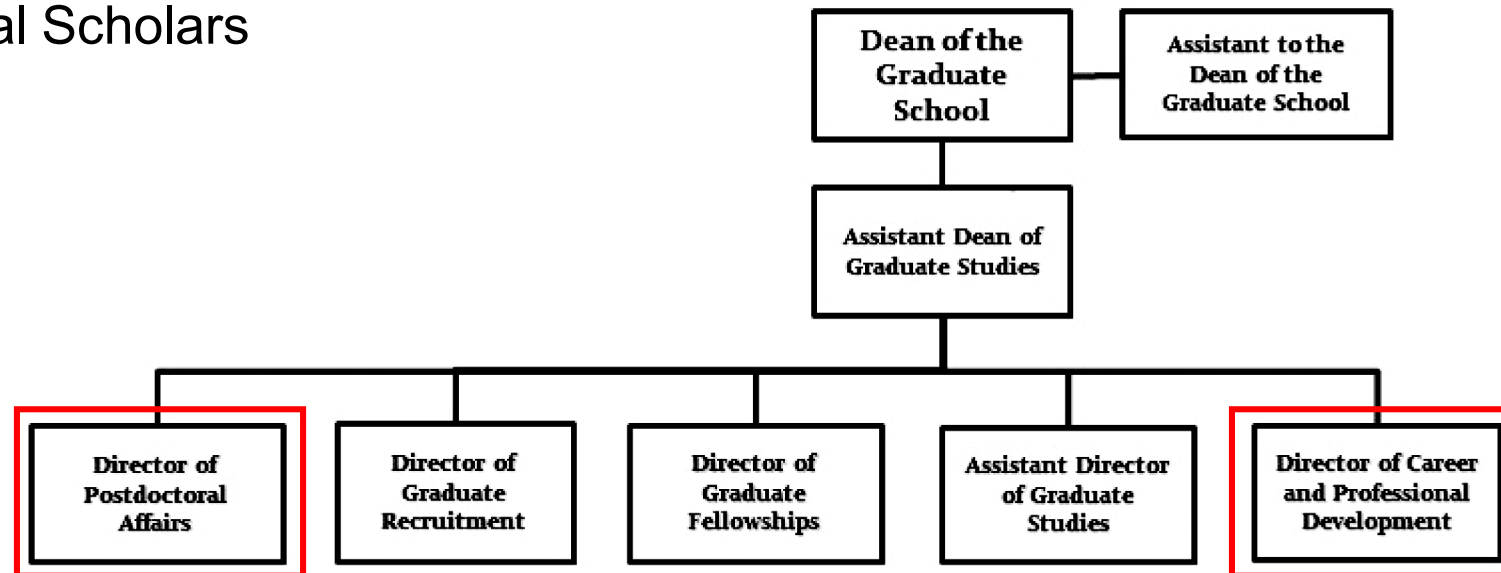 al Scholars
Dean of the
Graduate
School
Assistant to the
Dean of the
Graduate School
Assistant Dean of
Graduate Studies
Director of
Postdoctoral
Affairs
Director of
Graduate
Recruitment
Director of
Graduate
Fellowships
Assistant Director
of Graduate
Studies
Director of Career
and Professional
Development